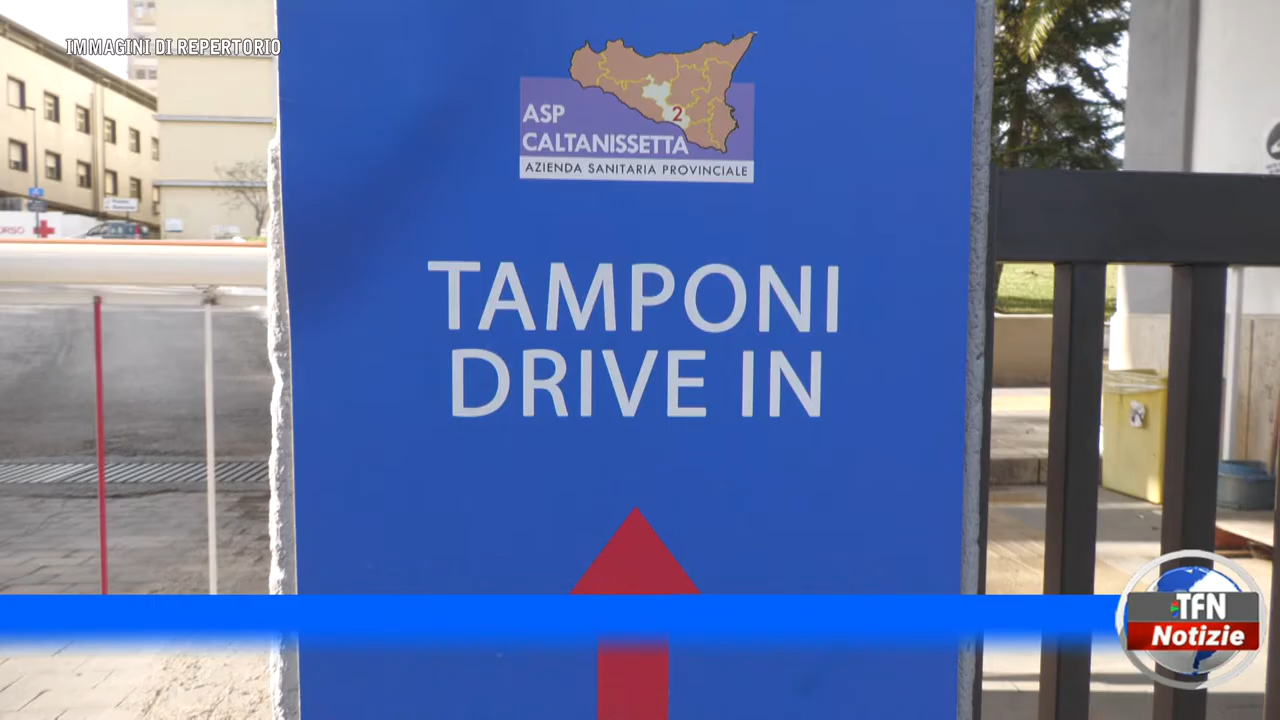 IMMAGINI DI REPERTORIO
2
ASP
CALTANISSETTA
AZIENDA SANITARIA PROVINCIALE
TAMPONI
DRIVE IN
TFN
Notizie